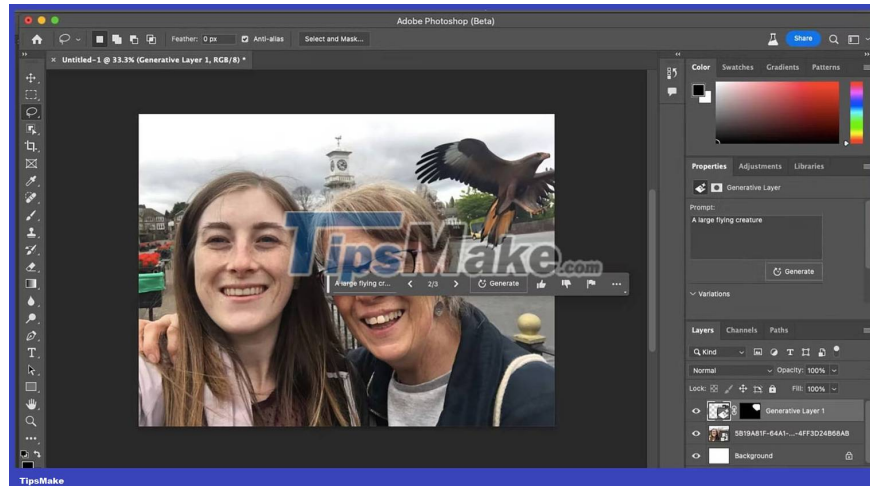 Adobe Photoshop (Beta)
Feather: 0 px
Anti-alias
Select and Mask...
Share
× Untitled-1 @ 33.3% (Generative Layer 1, RGB/8) *
Color Swatches Gradients Patterns
Properties Adjustments Libraries
Generative Layer
Prompt:
A large flying creature
Generate
Variations
TipsMake.com
A large flying cr... 2/3 Generate
Layers Channels Paths
Kind
Normal Opacity: 100%
Lock: Fill: 100%
Generative Layer 1
5B19A81F-64A1-...-4FF3D24B68AB
Background
TipsMake